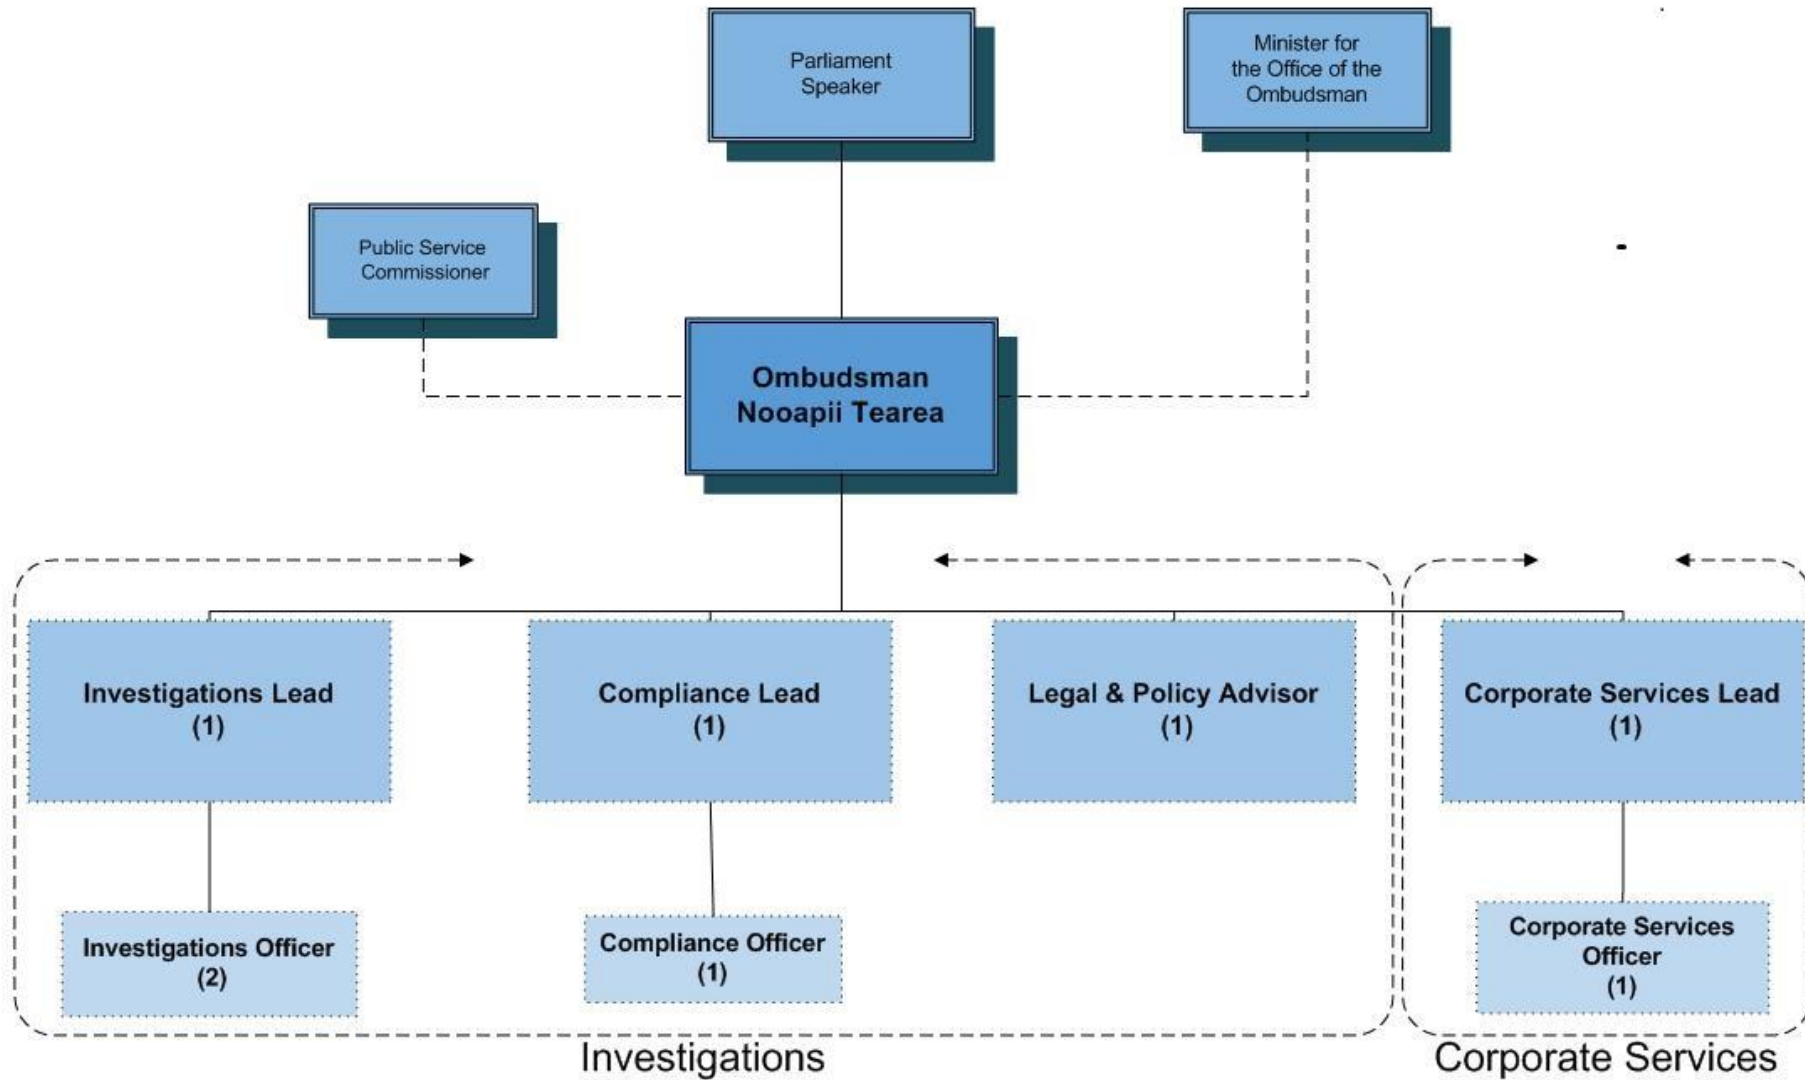 Parliament
Speaker
Minister for
the Office of the
Ombudsman
Public Service
Commissioner
Ombudsman
Nooapii Tearea
Investigations Lead
(1)
Compliance Lead
(1)
Legal & Policy Advisor
(1)
Corporate Services Lead
(1)
Investigations Officer
(2)
Compliance Officer
(1)
Corporate Services
Officer
(1)
Investigations
Corporate Services